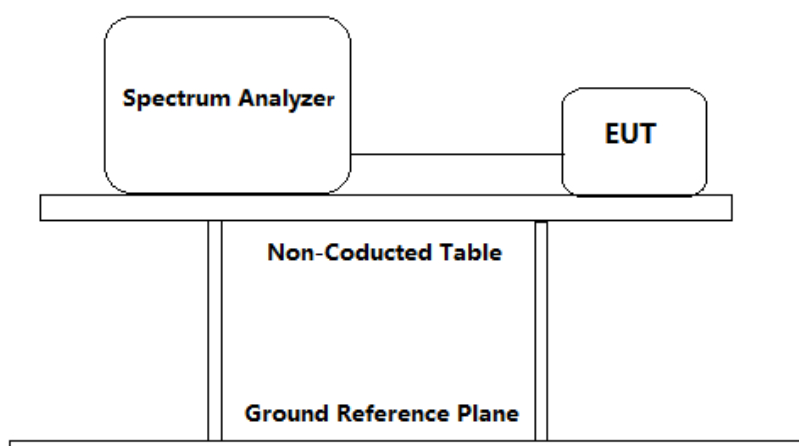 Spectrum Analyzer
EUT
Non-Coducted Table
Ground Reference Plane